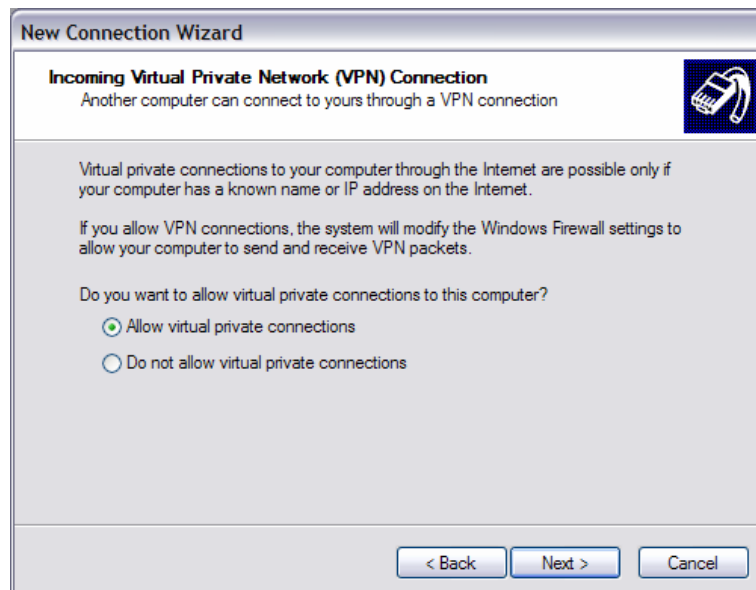 New Connection Wizard
Incoming Virtual Private Network (VPN) Connection
Another computer can connect to yours through a VPN connection
Virtual private connections to your computer through the Internet are possible only if
your computer has a known name or IP address on the Internet.
If you allow VPN connections, the system will modify the Windows Firewall settings to
allow your computer to send and receive VPN packets.
Do you want to allow virtual private connections to this computer?
Allow virtual private connections
Do not allow virtual private connections
< Back Next > Cancel